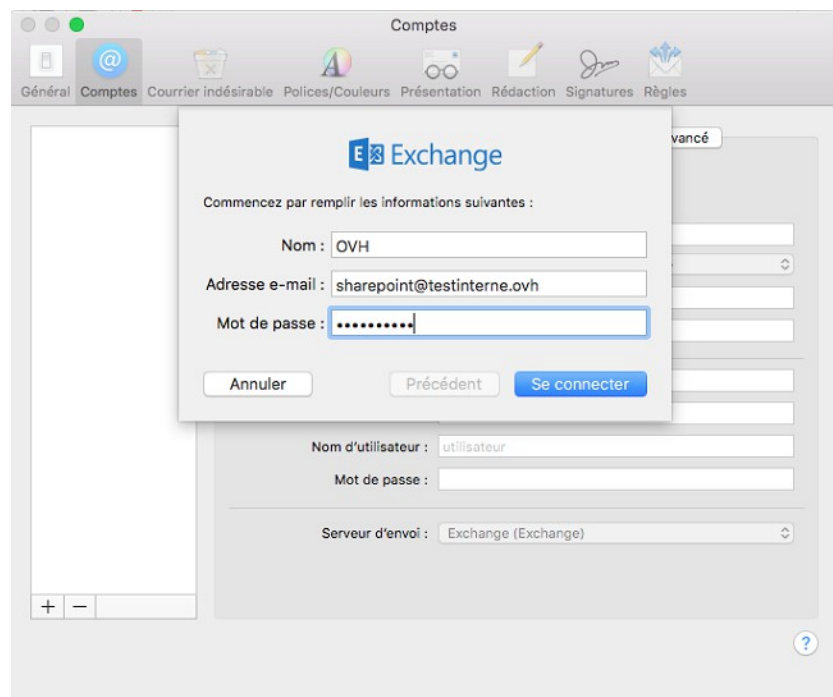 Comptes
Général Comptes Courrier indésirable Polices/Couleurs Présentation Rédaction Signatures Règles
vancé
Exchange
Commencez par remplir les informations suivantes :
Nom : OVH
Adresse e-mail : sharepoint@testinterne.ovh
Mot de passe : ••••••••••
Annuler Précédent Se connecter
Nom d'utilisateur : utilisateur
Mot de passe :
Serveur d'envoi : Exchange (Exchange)
+ − ?